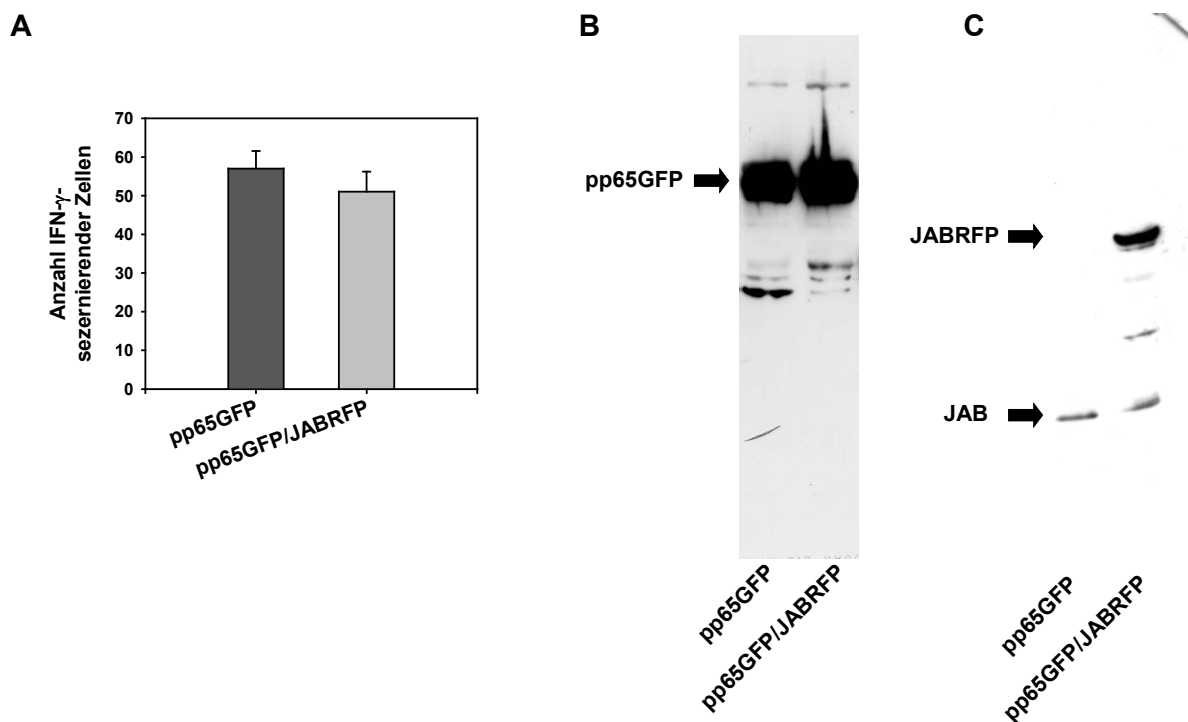 A
70
60
50
40
30
20
10
0
Anzahl IFN-γ-
sezernierender Zellen
pp65GFP
pp65GFP/JABRFP
B
pp65GFP
pp65GFP
pp65GFP/JABRFP
C
JABRFP
JAB
pp65GFP
pp65GFP/JABRFP